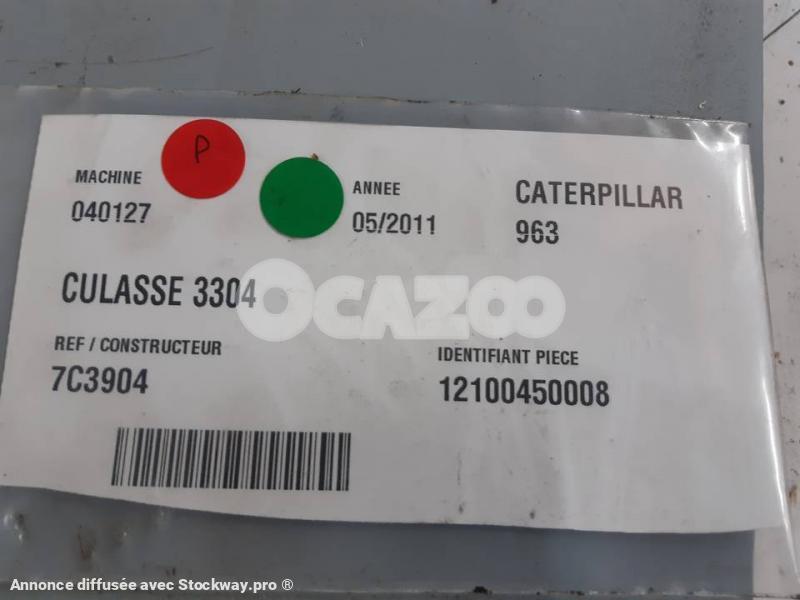 P
MACHINE
040127
ANNEE
05/2011
CATERPILLAR
963
CULASSE 3304
OCAZOO
REF / CONSTRUCTEUR
7C3904
IDENTIFIANT PIECE
12100450008
Annonce diffusée avec Stockway.pro ®